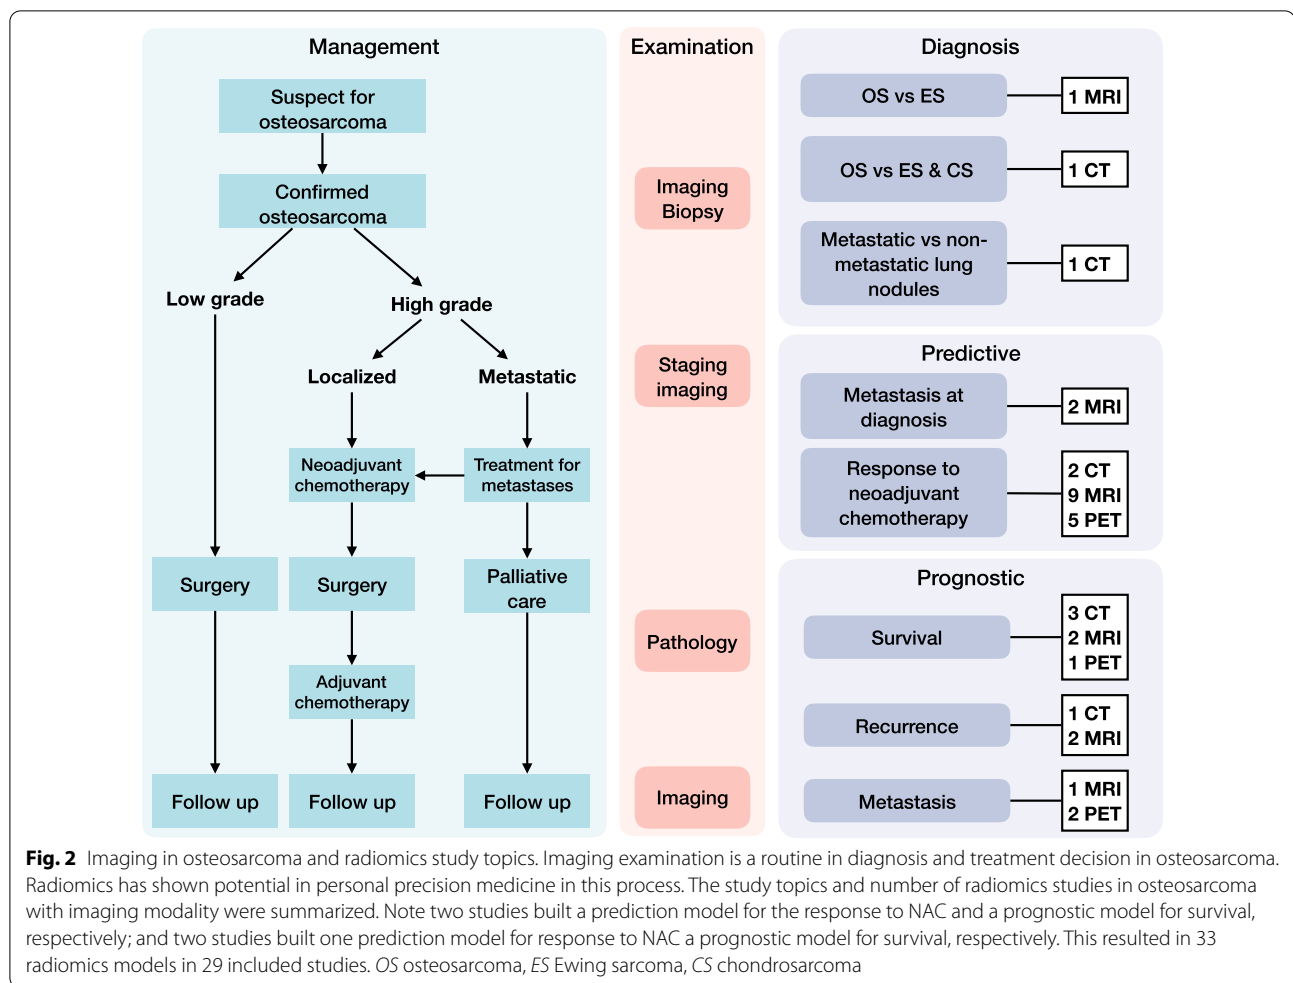 Management
Suspect for
osteosarcoma
Confirmed
osteosarcoma
Low grade
High grade
Localized
Metastatic
Neoadjuvant
chemotherapy
Treatment for
metastases
Surgery
Surgery
Palliative
care
Adjuvant
chemotherapy
Follow up
Follow up
Follow up
Examination
Imaging
Biopsy
Staging
imaging
Pathology
Imaging
Diagnosis
OS vs ES
1 MRI
OS vs ES & CS
1 CT
Metastatic vs non-
metastatic lung
nodules
1 CT
Predictive
Metastasis at
diagnosis
2 MRI
Response to
neoadjuvant
chemotherapy
2 CT
9 MRI
5 PET
Prognostic
Survival
3 CT
2 MRI
1 PET
Recurrence
1 CT
2 MRI
Metastasis
1 MRI
2 PET
Fig. 2 Imaging in osteosarcoma and radiomics study topics. Imaging examination is a routine in diagnosis and treatment decision in osteosarcoma.
Radiomics has shown potential in personal precision medicine in this process. The study topics and number of radiomics studies in osteosarcoma
with imaging modality were summarized. Note two studies built a prediction model for the response to NAC and a prognostic model for survival,
respectively; and two studies built one prediction model for response to NAC a prognostic model for survival, respectively. This resulted in 33
radiomics models in 29 included studies. OS osteosarcoma, ES Ewing sarcoma, CS chondrosarcoma